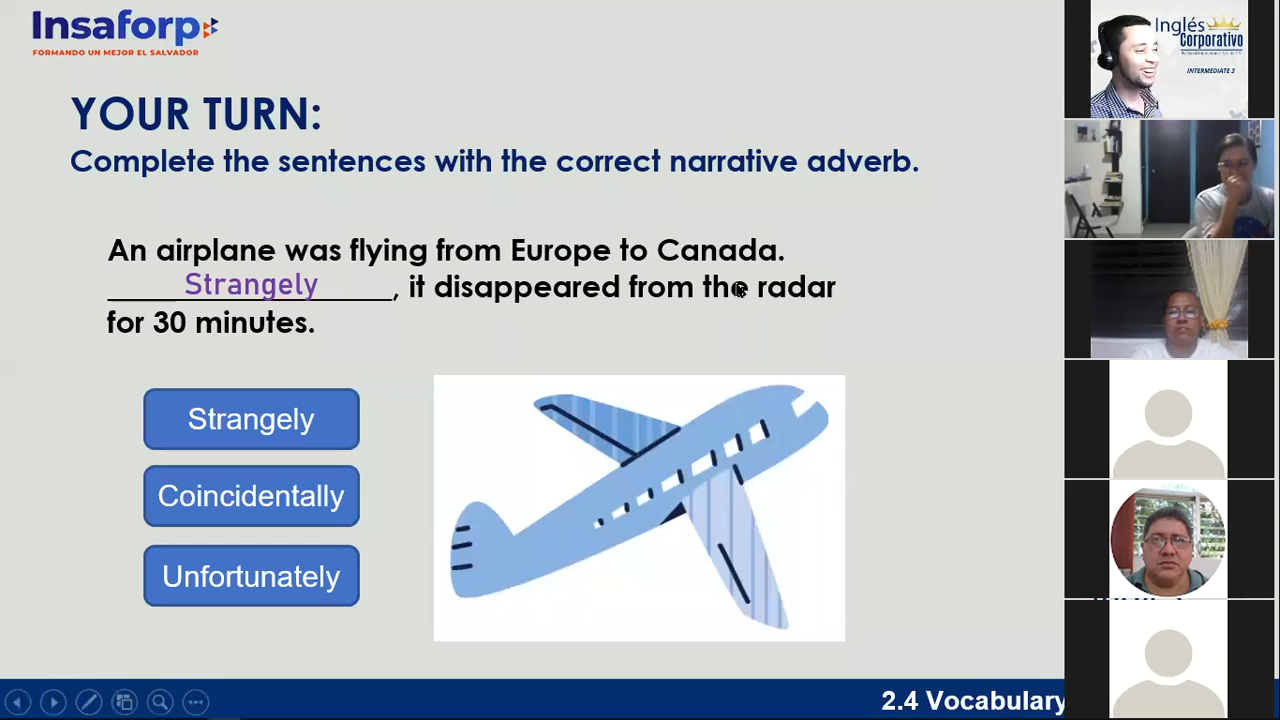 Insaforp
FORMANDO UN MEJOR EL SALVADOR
YOUR TURN:
Complete the sentences with the correct narrative adverb.
An airplane was flying from Europe to Canada.
Strangely, it disappeared from the radar
for 30 minutes.
Strangely
Coincidentally
Unfortunately
2.4 Vocabulary
Inglés
Corporativo
INTERMEDIATE 3